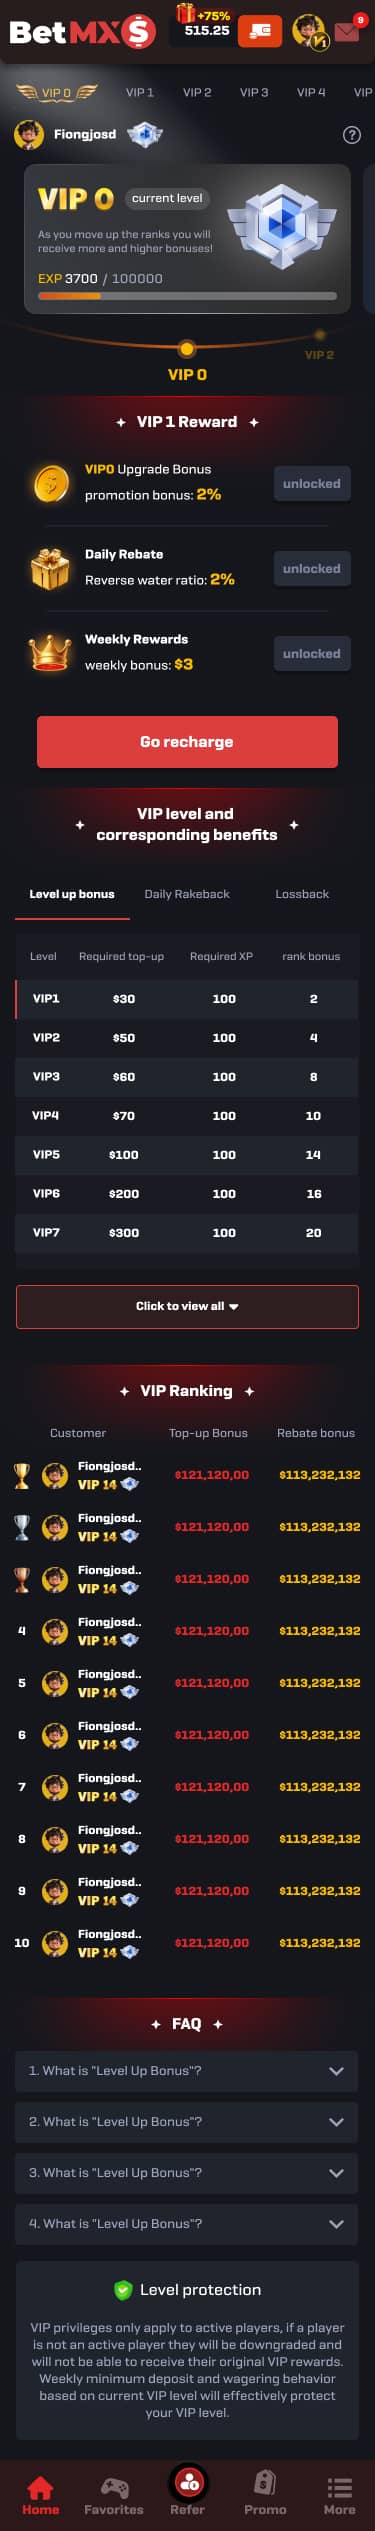 BetMX$
+75%
515.25
V1
9
VIP 0
VIP 1
VIP 2
VIP 3
VIP 4
VIP
Fiongjosd
?
VIP 0
current level
As you move up the ranks you will
receive more and higher bonuses!
EXP 3700 / 100000
VIP 0
VIP 2
VIP 1 Reward
VIP0 Upgrade Bonus
promotion bonus: 2%
unlocked
Daily Rebate
Reverse water ratio: 2%
unlocked
Weekly Rewards
weekly bonus: $3
unlocked
Go recharge
VIP level and
corresponding benefits
Level up bonus
Daily Rakeback
Lossback
Level Required top-up Required XP rank bonus
VIP1 $30 100 2
VIP2 $50 100 4
VIP3 $60 100 8
VIP4 $70 100 10
VIP5 $100 100 14
VIP6 $200 100 16
VIP7 $300 100 20
Click to view all
VIP Ranking
Customer Top-up Bonus Rebate bonus
Fiongjosd..
VIP 14
$121,120,00 $113,232,132
Fiongjosd..
VIP 14
$121,120,00 $113,232,132
Fiongjosd..
VIP 14
$121,120,00 $113,232,132
4
Fiongjosd..
VIP 14
$121,120,00 $113,232,132
5
Fiongjosd..
VIP 14
$121,120,00 $113,232,132
6
Fiongjosd..
VIP 14
$121,120,00 $113,232,132
7
Fiongjosd..
VIP 14
$121,120,00 $113,232,132
8
Fiongjosd..
VIP 14
$121,120,00 $113,232,132
9
Fiongjosd..
VIP 14
$121,120,00 $113,232,132
10
Fiongjosd..
VIP 14
$121,120,00 $113,232,132
FAQ
1. What is "Level Up Bonus"?
2. What is "Level Up Bonus"?
3. What is "Level Up Bonus"?
4. What is "Level Up Bonus"?
Level protection
VIP privileges only apply to active players, if a player
is not an active player they will be downgraded and
will not be able to receive their original VIP rewards.
Weekly minimum deposit and wagering behavior
based on current VIP level will effectively protect
your VIP level.
Home
Favorites
Refer
Promo
More